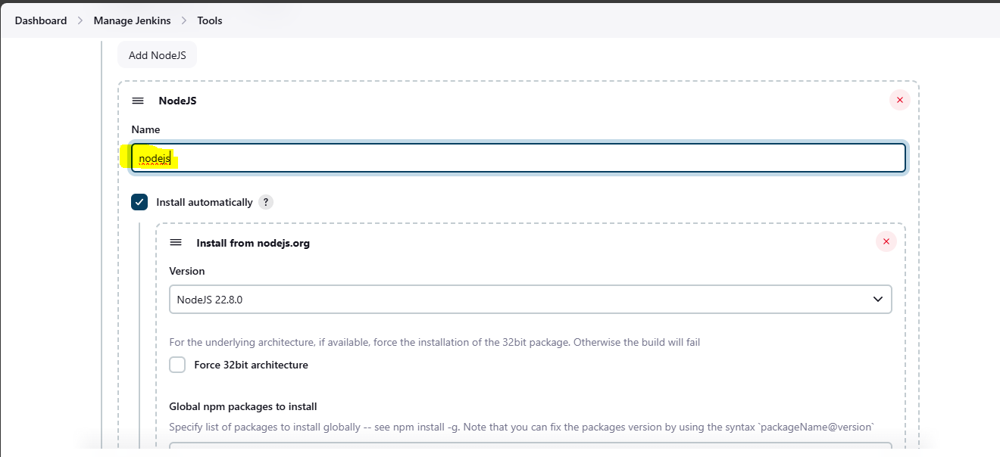 Dashboard > Manage Jenkins > Tools
Add NodeJS
NodeJS
Name
nodejs
Install automatically ?
Install from nodejs.org
Version
NodeJS 22.8.0
For the underlying architecture, if available, force the installation of the 32bit package. Otherwise the build will fail
Force 32bit architecture
Global npm packages to install
Specify list of packages to install globally -- see npm install -g. Note that you can fix the packages version by using the syntax `packageName@version`